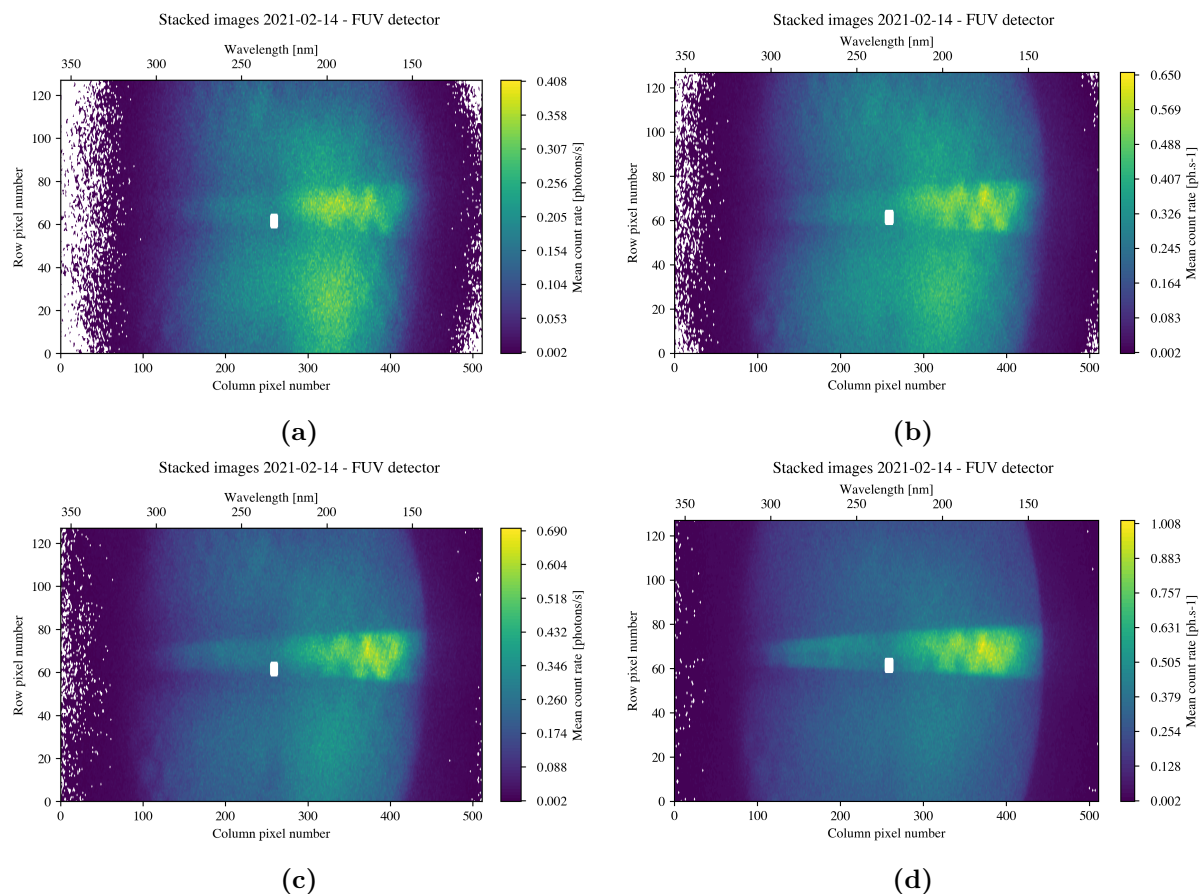 Stacked images 2021-02-14 - FUV detector
Wavelength [nm]
350 300 250 200 150
120
100
80
60
40
20
0
Row pixel number
0 100 200 300 400 500
Column pixel number
0.408
0.358
0.307
0.256
0.205
0.154
0.104
0.053
0.002
Mean count rate [photons/s]
(a)
Stacked images 2021-02-14 - FUV detector
Wavelength [nm]
350 300 250 200 150
120
100
80
60
40
20
0
Row pixel number
0 100 200 300 400 500
Column pixel number
0.650
0.569
0.488
0.407
0.326
0.245
0.164
0.083
0.002
Mean count rate [ph.s-1]
(b)
Stacked images 2021-02-14 - FUV detector
Wavelength [nm]
350 300 250 200 150
120
100
80
60
40
20
0
Row pixel number
0 100 200 300 400 500
Column pixel number
0.690
0.604
0.518
0.432
0.346
0.260
0.174
0.088
0.002
Mean count rate [photons/s]
(c)
Stacked images 2021-02-14 - FUV detector
Wavelength [nm]
350 300 250 200 150
120
100
80
60
40
20
0
Row pixel number
0 100 200 300 400 500
Column pixel number
1.008
0.883
0.757
0.631
0.505
0.379
0.254
0.128
0.002
Mean count rate [ph.s-1]
(d)